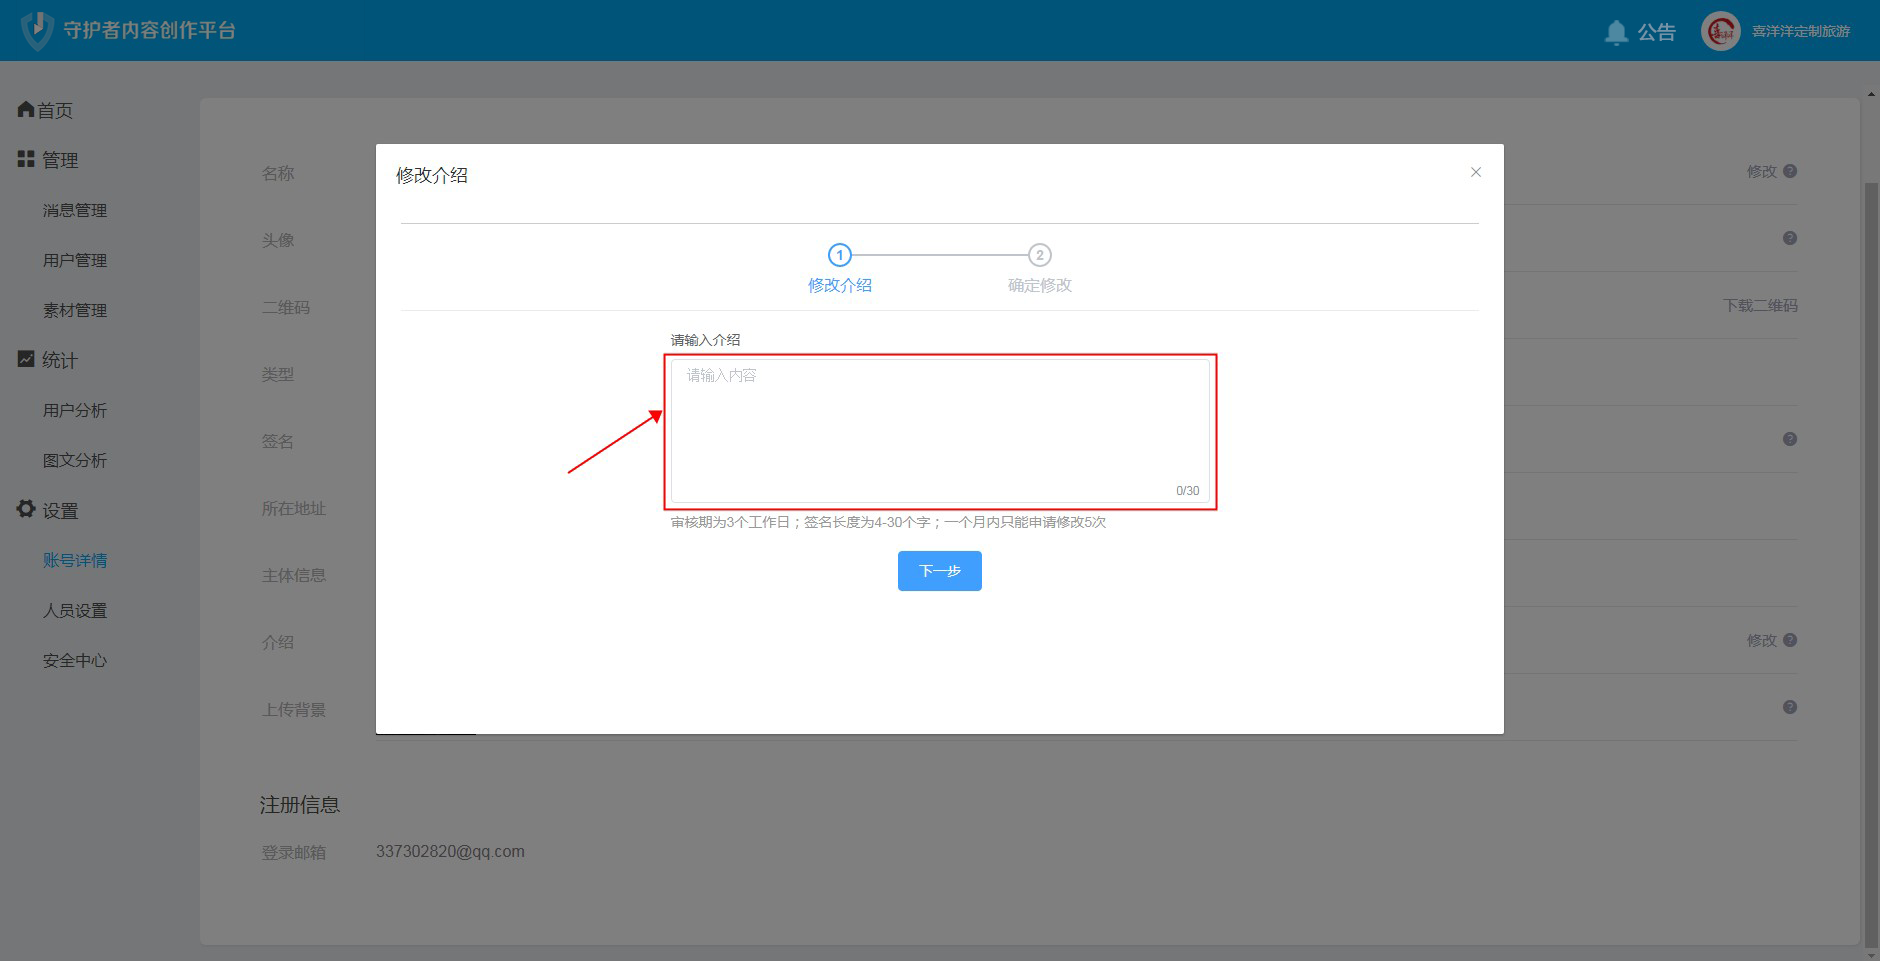 守护者内容创作平台
公告
喜洋洋定制旅游
首页
管理
消息管理
用户管理
素材管理
统计
用户分析
图文分析
设置
账号详情
人员设置
安全中心
名称
修改 ?
头像
?
二维码
下载二维码
类型
签名
?
所在地址
主体信息
介绍
修改 ?
上传背景
?
修改介绍
×
1
2
修改介绍
确定修改
请输入介绍
请输入内容
0/30
审核期为3个工作日；签名长度为4-30个字；一个月内只能申请修改5次
下一步
注册信息
登录邮箱 337302820@qq.com